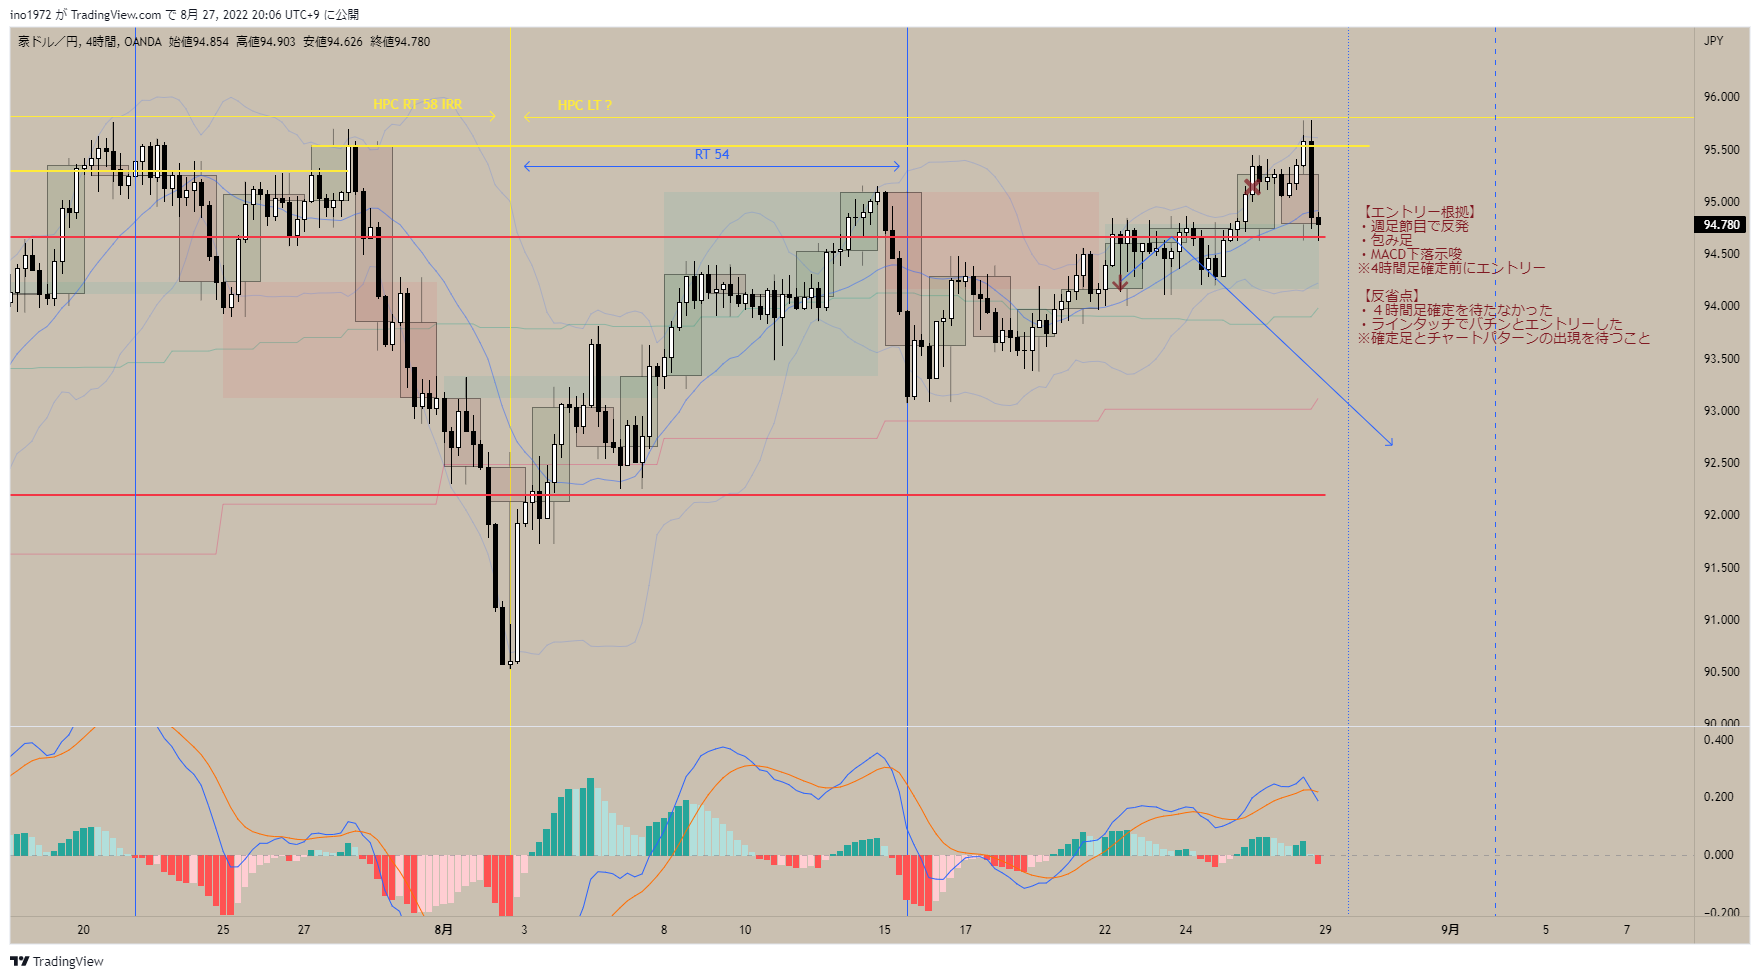 ino1972 が TradingView.com で 8月 27, 2022 20:06 UTC+9 に公開
豪ドル／円, 4時間, OANDA 始値94.854 高値94.903 安値94.626 終値94.780
JPY
HPC RT 58 IRR
HPC LT ?
RT 54
96.000
95.500
95.000
94.780
94.500
94.000
93.500
93.000
92.500
92.000
91.500
91.000
90.500
90.000
【エントリー根拠】
・週足節目で反発
・包み足
・MACD下落示唆
※4時間足確定前にエントリー
【反省点】
・４時間足確定を待たなかった
・ラインタッチでバチンとエントリーした
※確定足とチャートパターンの出現を待つこと
0.400
0.200
0.000
-0.200
20 25 27 8月 3 8 10 15 17 22 24 29 9月 5 7
TradingView